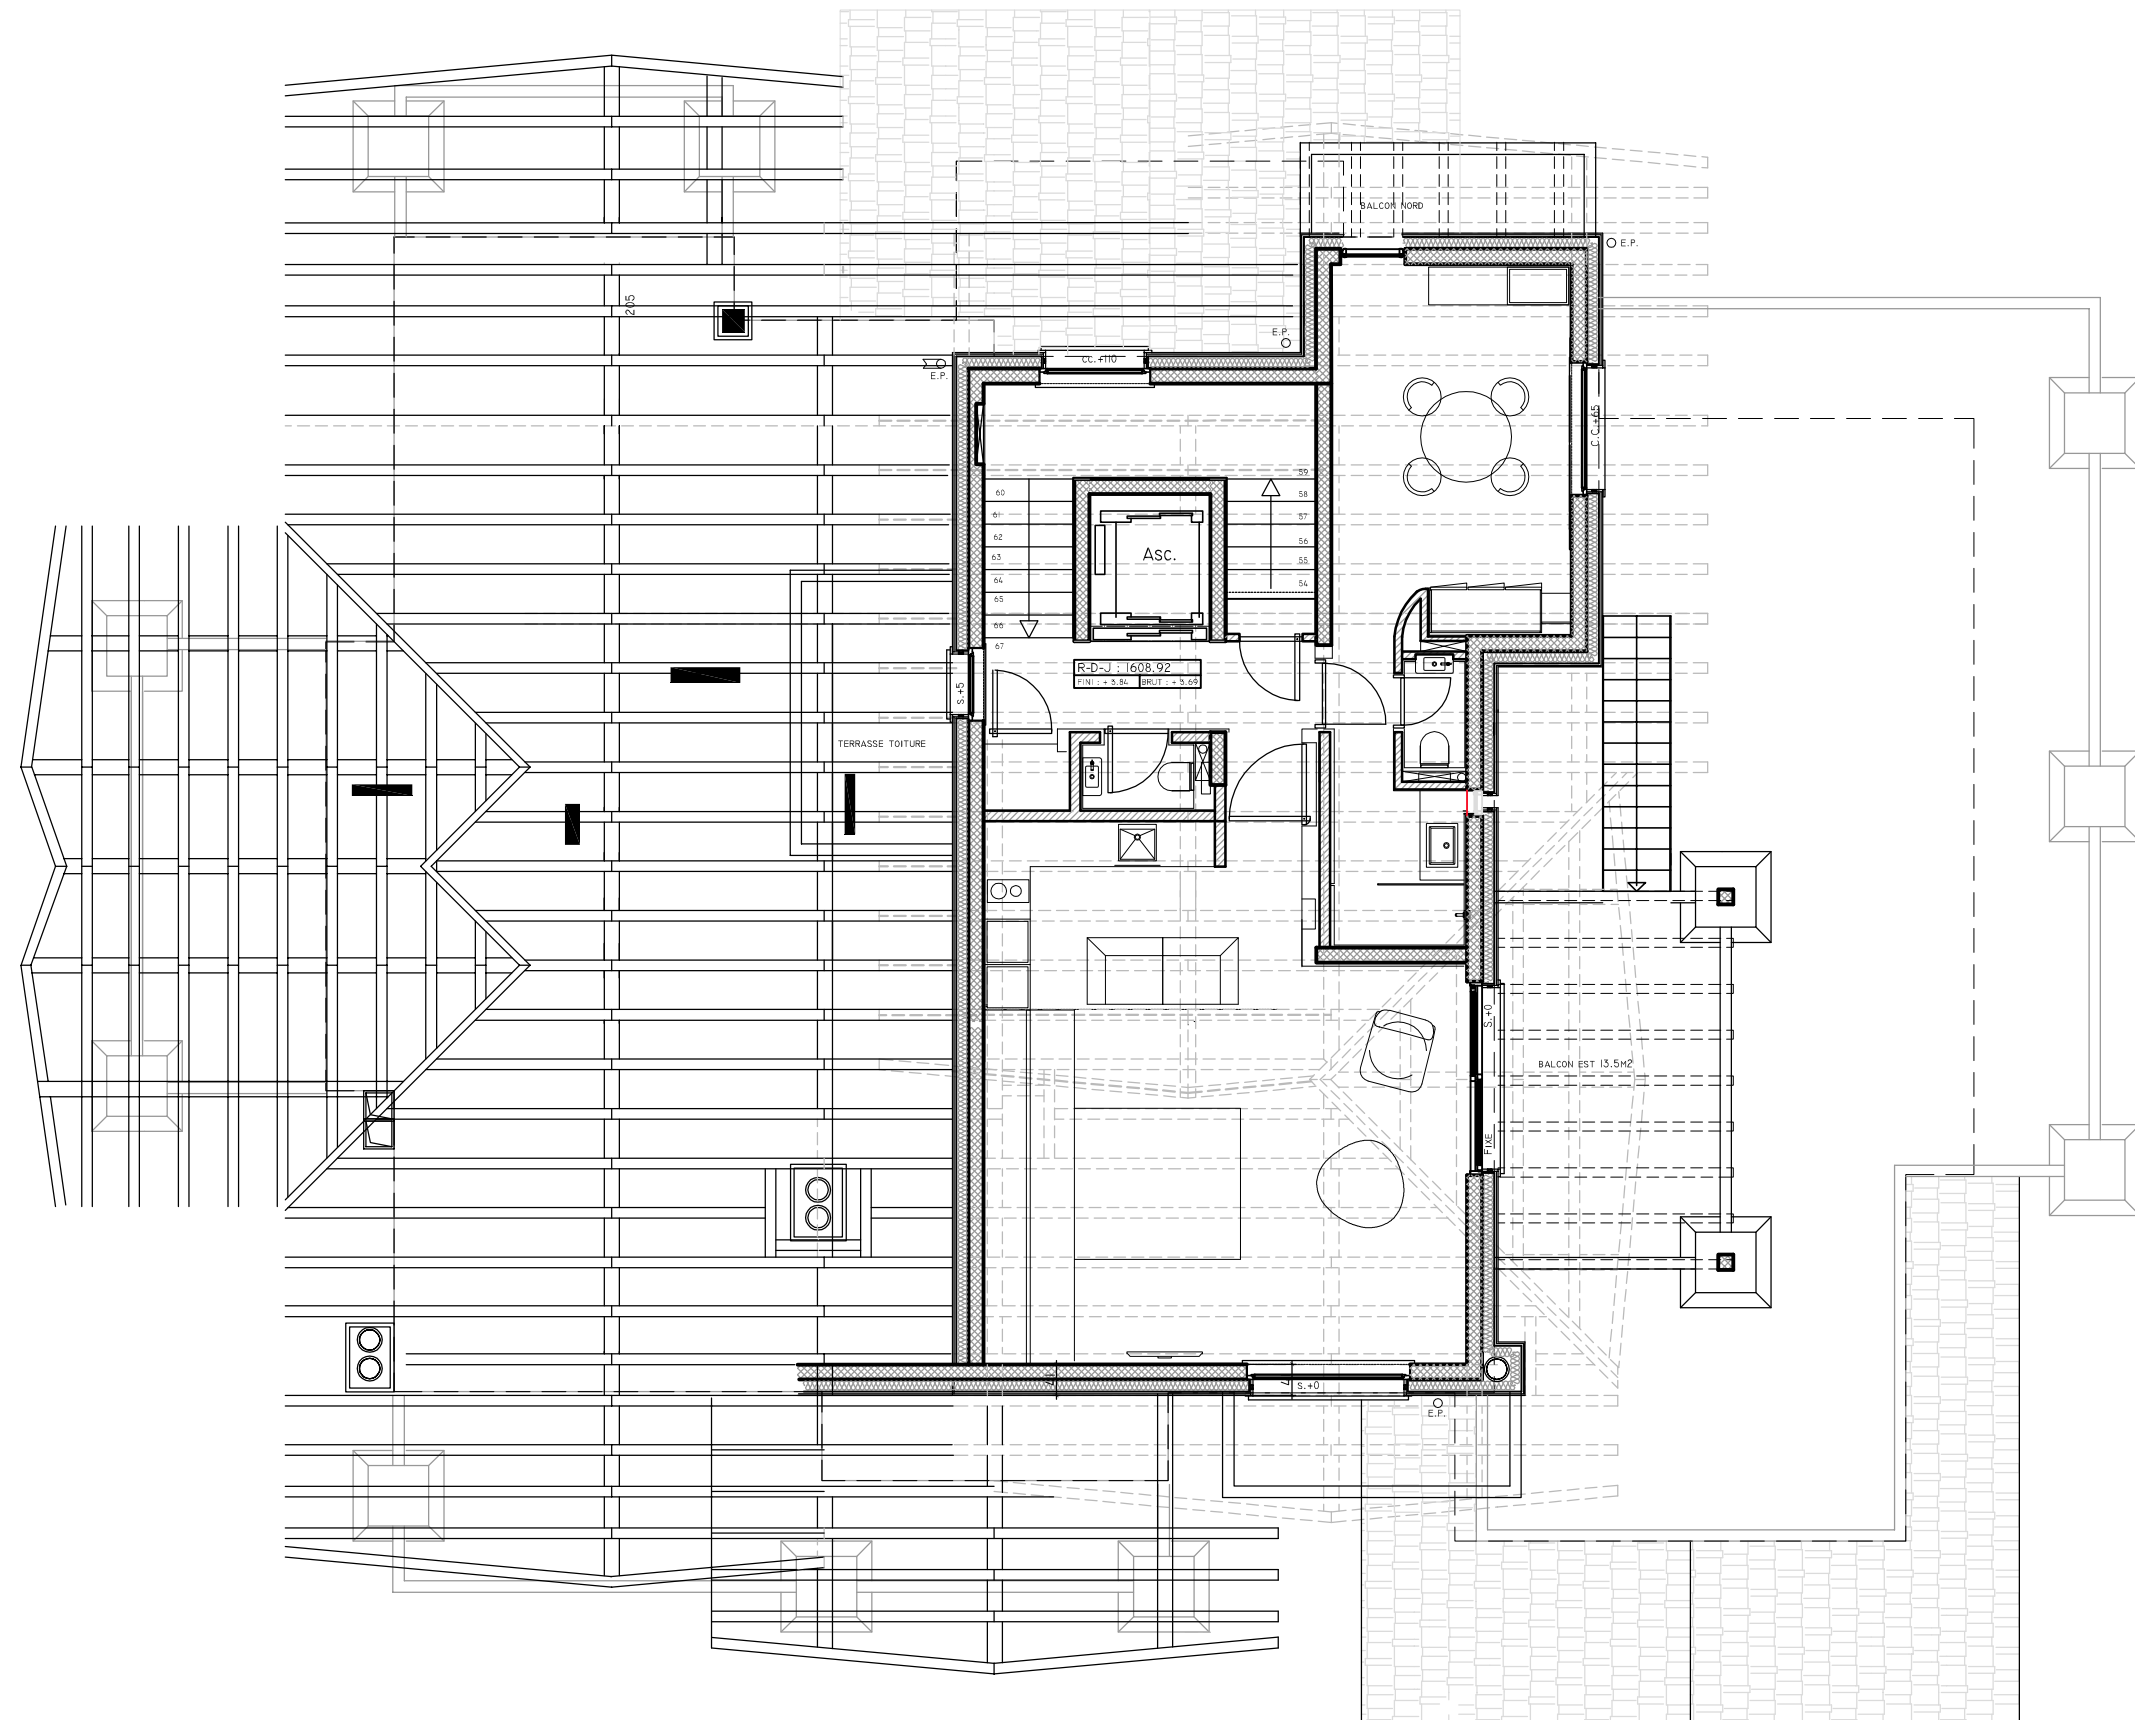 BALCON NORD
E.P.
205
E.P.
CC.+110
E.P.
C.C.+65
59
60
58
61
57
62
56
Asc.
63
55
64
54
65
66
67
R-D-J : 1608.92
FINI : + 3.84
BRUT : + 3.69
S.+5
TERRASSE TOITURE
S.+0
BALCON EST 13.5M2
FIXE
17
7
S.+0
E.P.